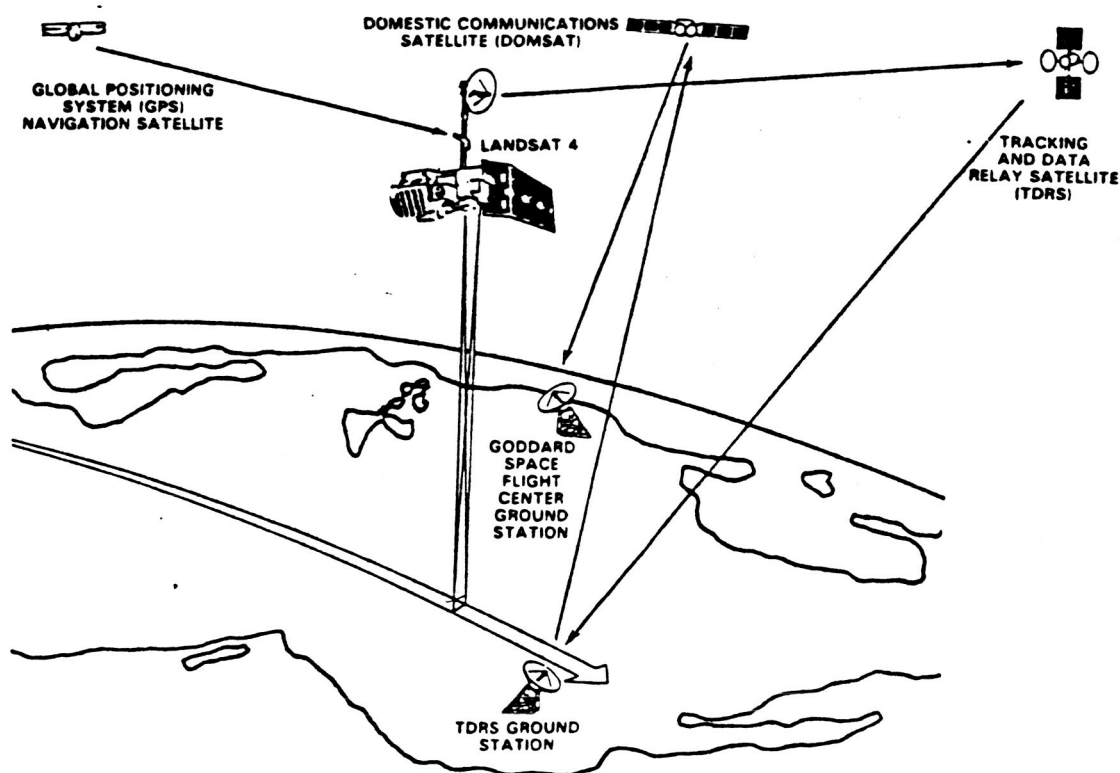 DOMESTIC COMMUNICATIONS
SATELLITE (DOMSAT)
GLOBAL POSITIONING
SYSTEM (GPS)
NAVIGATION SATELLITE
LANDSAT 4
TRACKING
AND DATA
RELAY SATELLITE
(TDRS)
GODDARD
SPACE
FLIGHT
CENTER
GROUND
STATION
TDRS GROUND
STATION